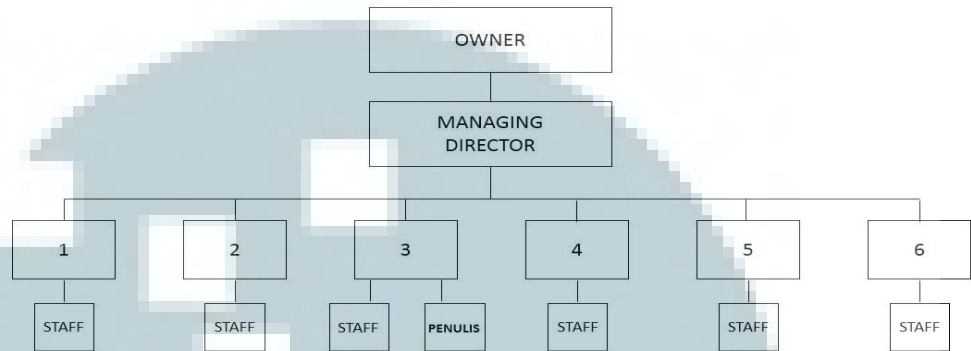 OWNER
MANAGING
DIRECTOR
1 2 3 4 5 6
STAFF STAFF STAFF PENULIS STAFF STAFF STAFF